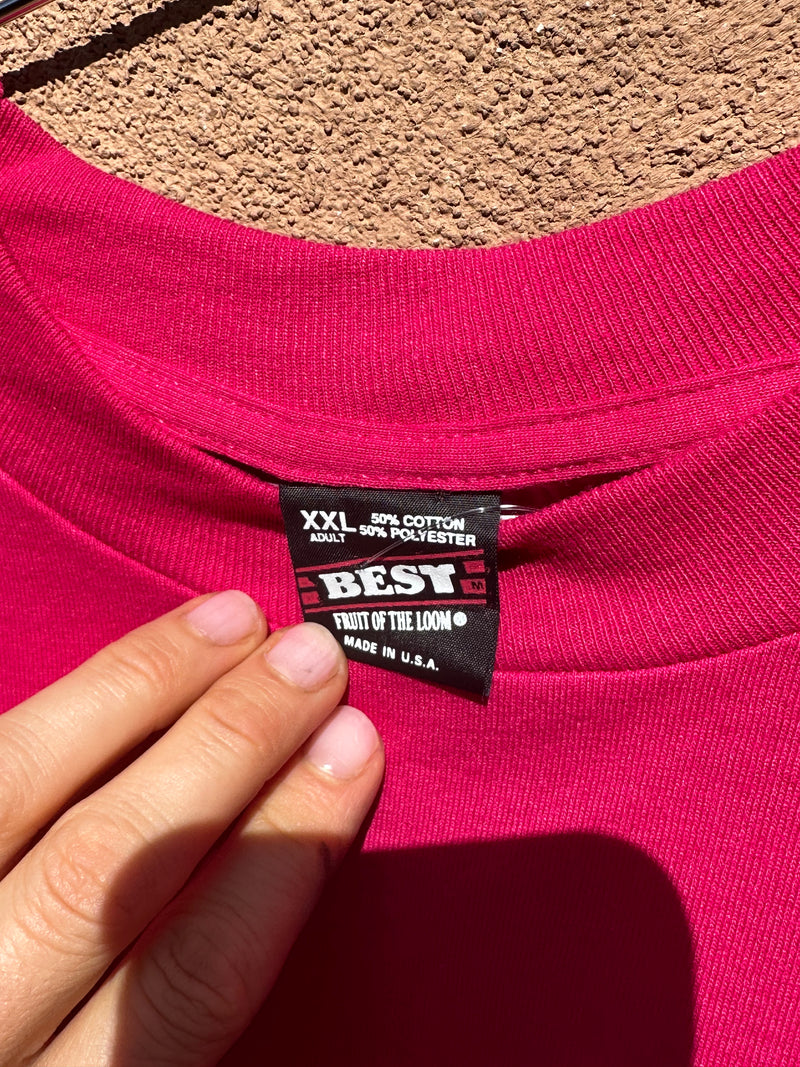 XXL 50% COTTON
ADULT 50% POLYESTER
BEST
FRUIT OF THE LOOM®
MADE IN U.S.A.